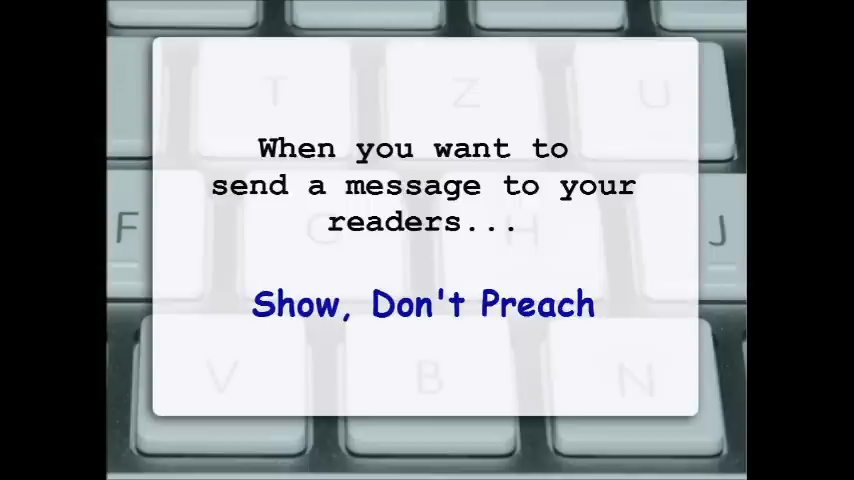 T Z U
When you want to
send a message to your
readers...
F G H J
Show, Don't Preach
V B N